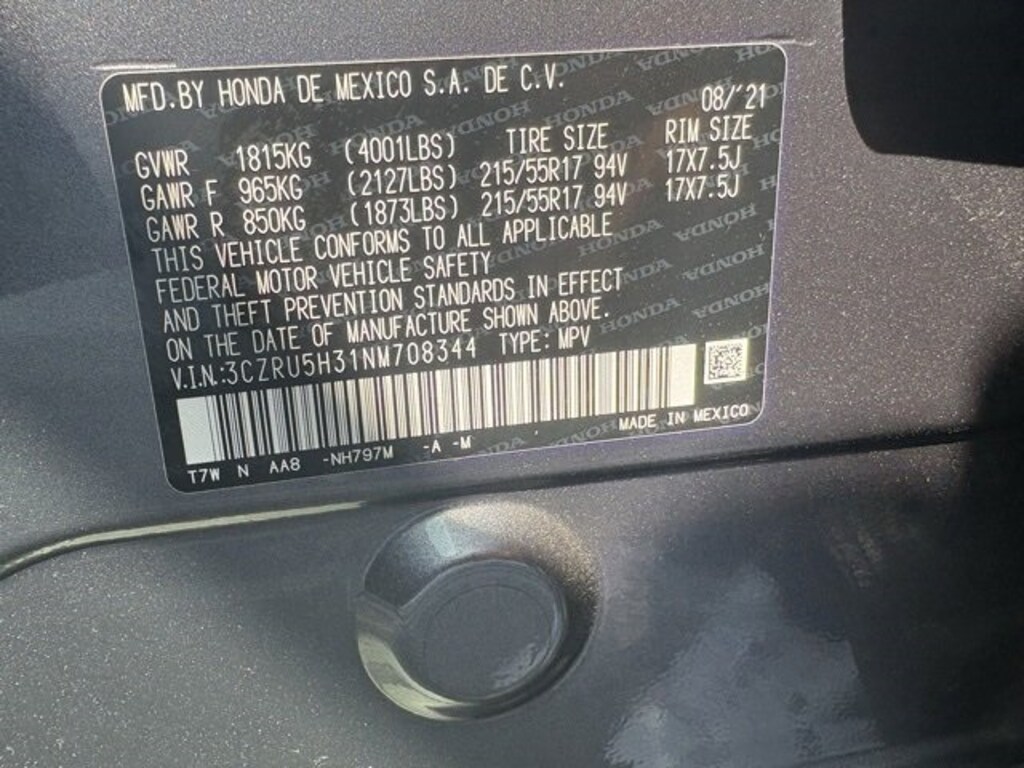 MFD.BY HONDA DE MEXICO S.A. DE C.V. 08/'21
TIRE SIZE RIM SIZE
GVWR 1815KG (4001LBS)
GAWR F 965KG (2127LBS) 215/55R17 94V 17X7.5J
GAWR R 850KG (1873LBS) 215/55R17 94V 17X7.5J
THIS VEHICLE CONFORMS TO ALL APPLICABLE
FEDERAL MOTOR VEHICLE SAFETY
AND THEFT PREVENTION STANDARDS IN EFFECT
ON THE DATE OF MANUFACTURE SHOWN ABOVE.
V.I.N.:3CZRU5H31NM708344 TYPE: MPV
MADE IN MEXICO
T7W N AA8 -NH797M -A -M